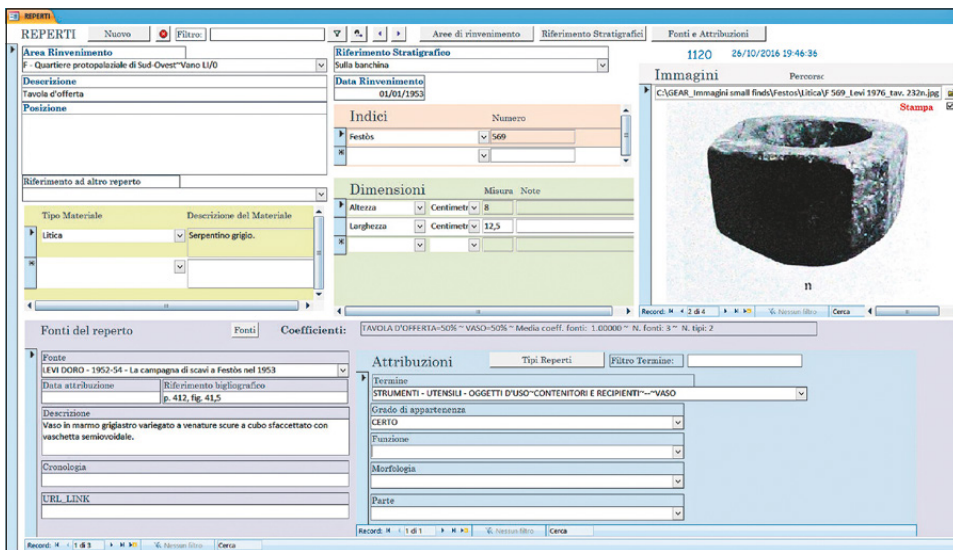 REPERTI
REPERTI Nuovo Filtro: Aree di rinvenimento Riferimento Stratigrafici Fonti e Attribuzioni
Area Rinvenimento
F - Quartiere protopalaziale di Sud-Ovest~Vano LI/0
Descrizione
Tavola d'offerta
Posizione
Riferimento ad altro reperto
Tipo Materiale Descrizione del Materiale
Litica Serpentino grigio.
Riferimento Stratigrafico
Sulla banchina
Data Rinvenimento
01/01/1953
Indici Numero
Festòs 569
Dimensioni Misura Note
Altezza Centimetr 8
Larghezza Centimetr 12,5
1120 26/10/2016 19:46:36
Immagini Percorso
C:\GEAR_Immagini small finds\Festos\Litica\F 569_Levi 1976_tav. 232n.jpg
Stampa
n
Record: 2 di 4 Nessun filtro Cerca
Fonti del reperto Fonti Coefficienti: TAVOLA D'OFFERTA=50% ~ VASO=50% ~ Media coeff. fonti: 1.00000 ~ N. fonti: 3 ~ N. tipi: 2
Fonte
LEVI DORO - 1952-54 - La campagna di scavi a Festòs nel 1953
Data attribuzione Riferimento bigliografico
p. 412, fig. 41,5
Descrizione
Vaso in marmo grigiastro variegato a venature scure a cubo sfaccettato con
vaschetta semiovoidale.
Cronologia
URL_LINK
Attribuzioni Tipi Reperti Filtro Termine:
Termine
STRUMENTI - UTENSILI - OGGETTI D'USO~CONTENITORI E RECIPIENTI~--~VASO
Grado di appartenenza
CERTO
Funzione
Morfologia
Parte
Record: 1 di 1 Nessun filtro Cerca
Record: 1 di 3 Nessun filtro Cerca